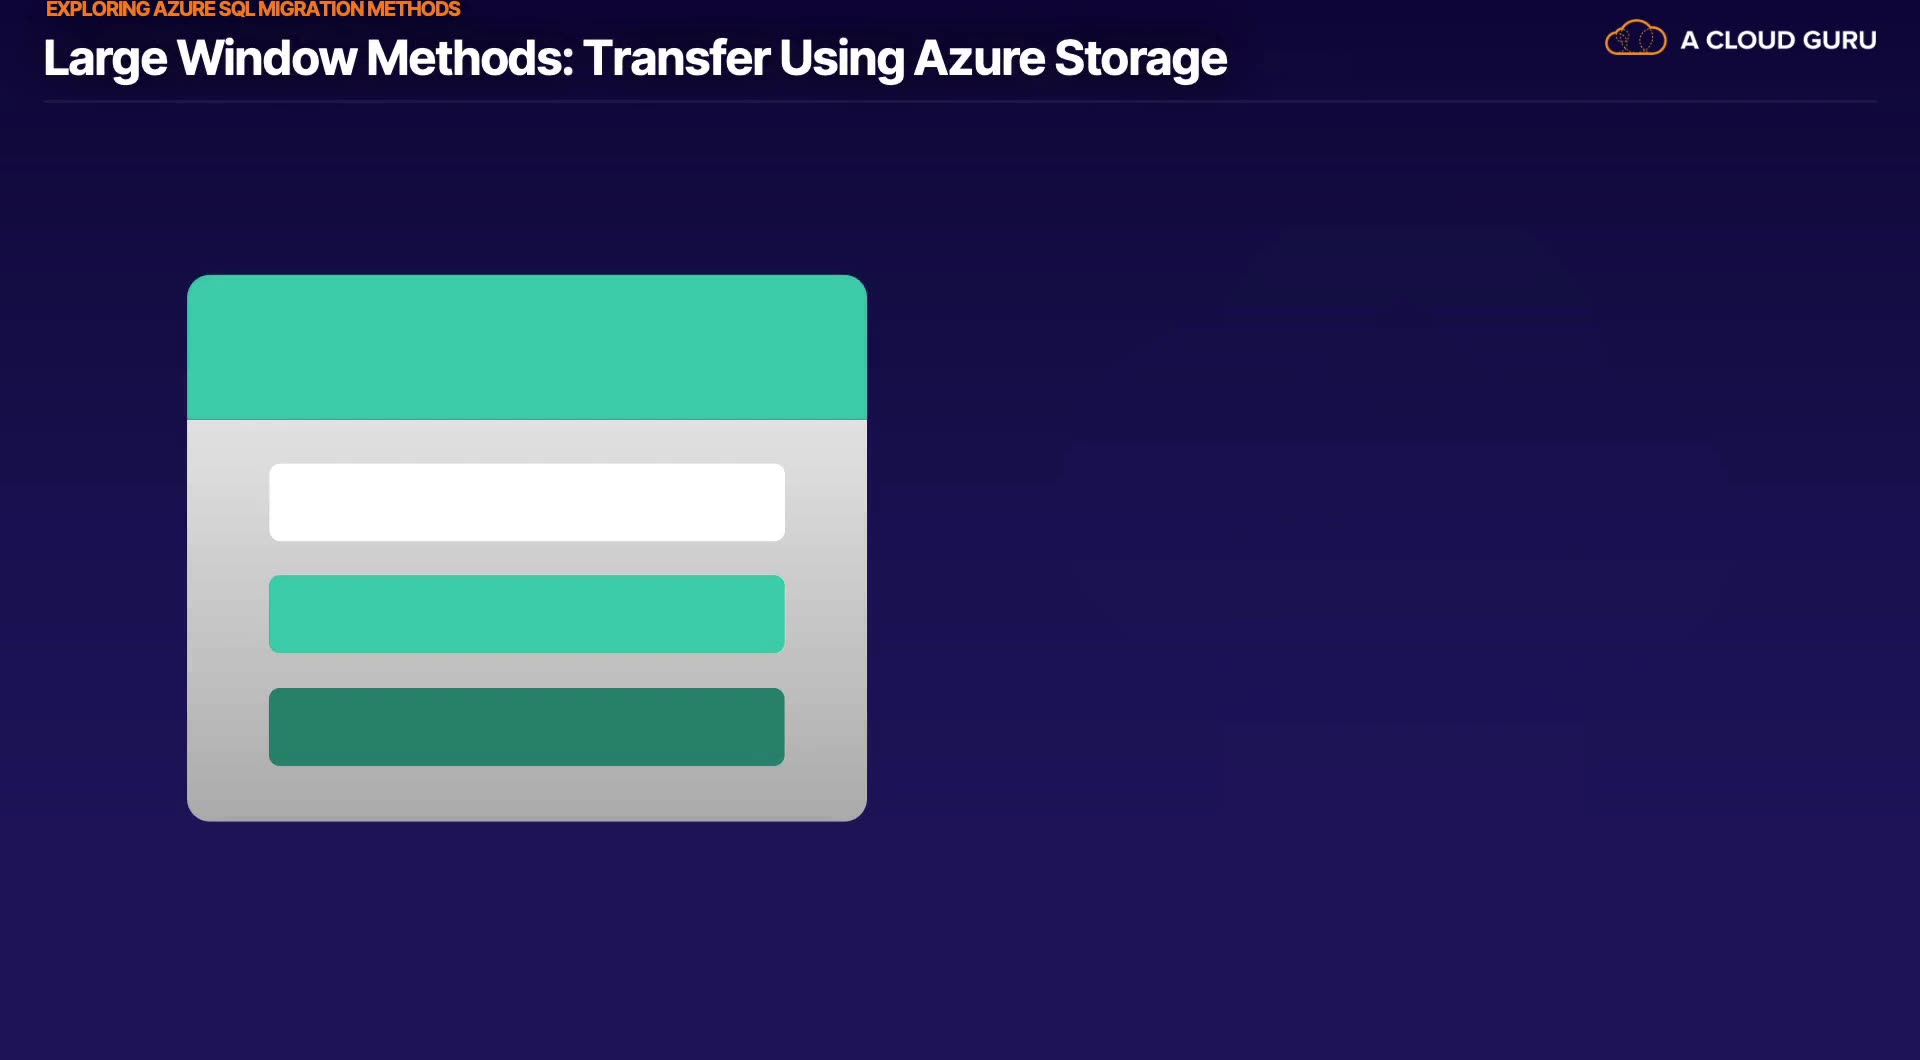 EXPLORING AZURE SQL MIGRATION METHODS
Large Window Methods: Transfer Using Azure Storage
A CLOUD GURU